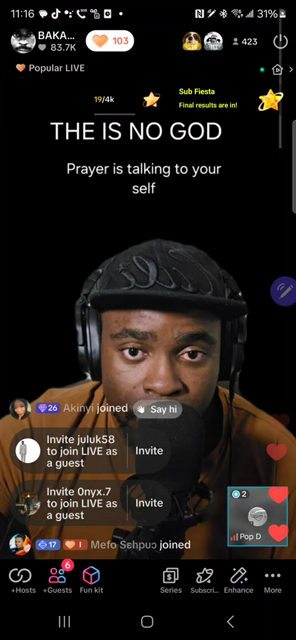 11:16
31%
BAKA...
83.7K
103
423
Popular LIVE
19/4k
Sub Fiesta
Final results are in!
THE IS NO GOD
Prayer is talking to your
self
26 Akinyi joined
Say hi
Invite juluk58
to join LIVE as
a guest
Invite
Invite 0nyx.7
to join LIVE as
a guest
Invite
2
Pop D
17
1
Mefo Sehpuo joined
6
+Hosts
+Guests
Fun kit
Series
Subscri...
Enhance
More